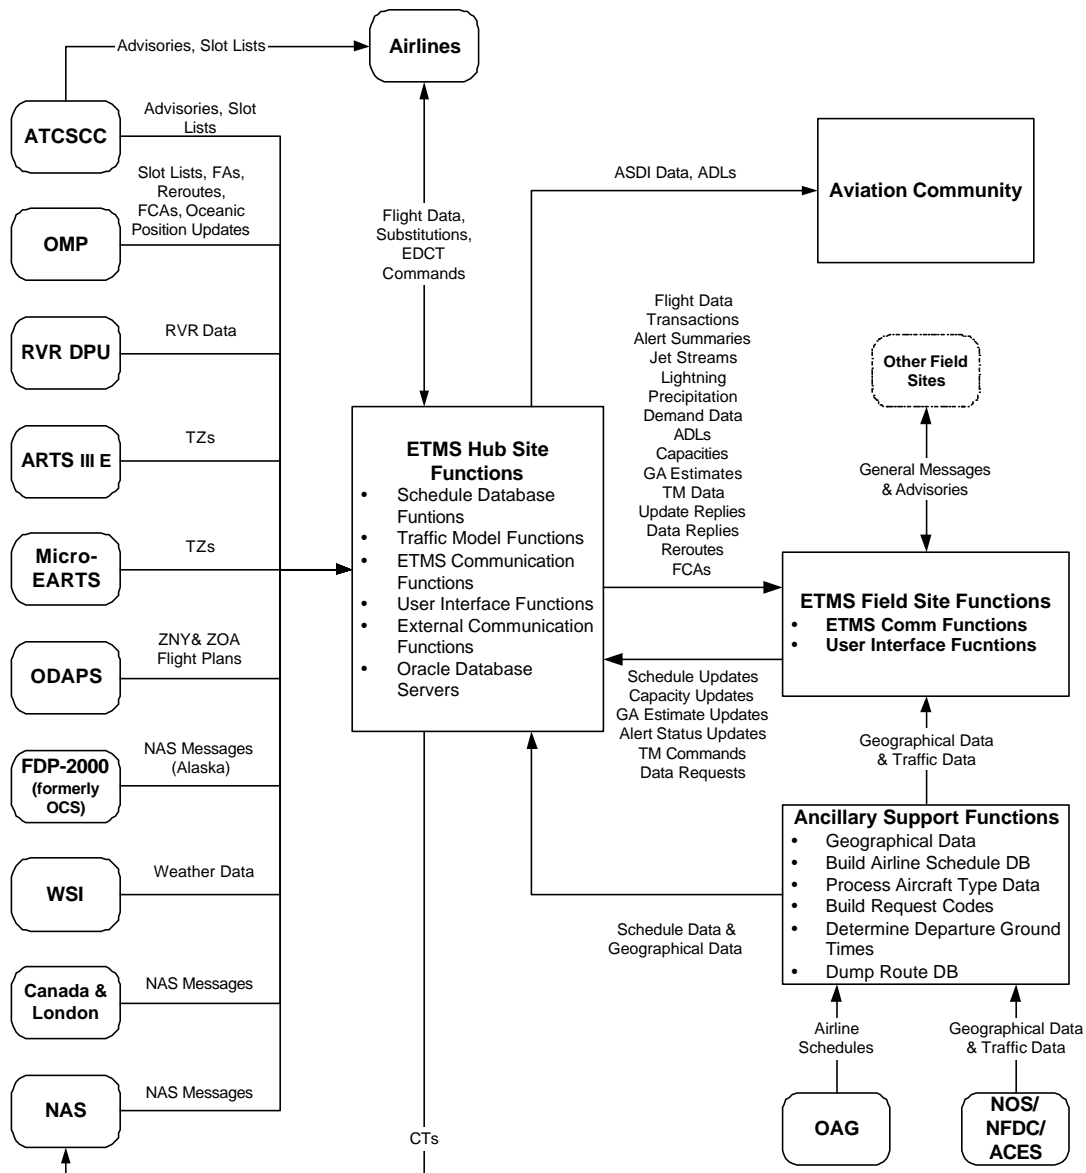 Advisories, Slot Lists
Airlines
ATCSCC
Advisories, Slot
Lists
OMP
Slot Lists, FAs,
Reroutes,
FCAs, Oceanic
Position Updates
RVR DPU
RVR Data
ARTS III E
TZs
Micro-
EARTS
TZs
ODAPS
ZNY& ZOA
Flight Plans
FDP-2000
(formerly
OCS)
NAS Messages
(Alaska)
WSI
Weather Data
Canada &
London
NAS Messages
NAS
NAS Messages
Flight Data,
Substitutions,
EDCT
Commands
ETMS Hub Site
Functions
• Schedule Database
Funtions
• Traffic Model Functions
• ETMS Communication
Functions
• User Interface Functions
• External Communication
Functions
• Oracle Database
Servers
CTs
ASDI Data, ADLs
Aviation Community
Flight Data
Transactions
Alert Summaries
Jet Streams
Lightning
Precipitation
Demand Data
ADLs
Capacities
GA Estimates
TM Data
Update Replies
Data Replies
Reroutes
FCAs
Other Field
Sites
General Messages
& Advisories
ETMS Field Site Functions
• ETMS Comm Functions
• User Interface Fucntions
Schedule Updates
Capacity Updates
GA Estimate Updates
Alert Status Updates
TM Commands
Data Requests
Geographical Data
& Traffic Data
Ancillary Support Functions
• Geographical Data
• Build Airline Schedule DB
• Process Aircraft Type Data
• Build Request Codes
• Determine Departure Ground
Times
• Dump Route DB
Schedule Data &
Geographical Data
Airline
Schedules
Geographical Data
& Traffic Data
OAG
NOS/
NFDC/
ACES